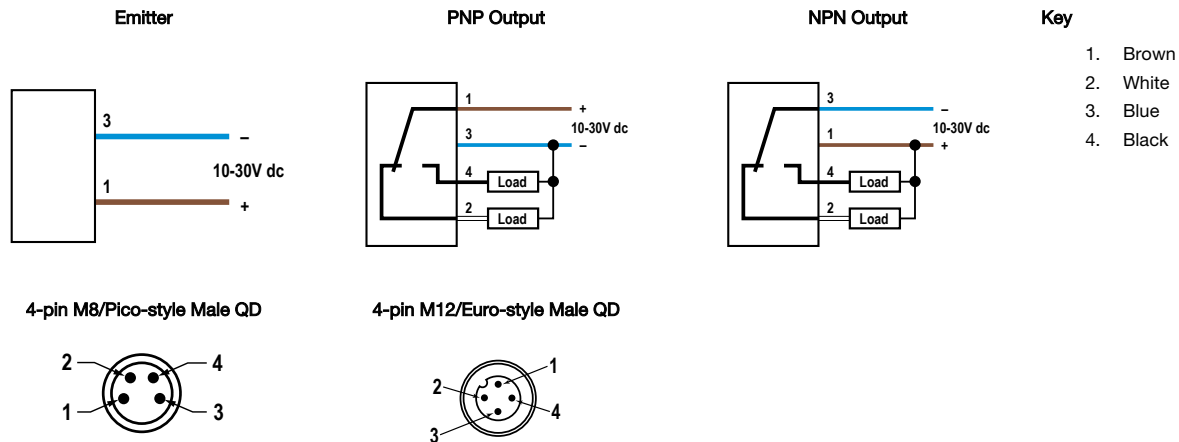 Emitter
3
–
10-30V dc
1
+
PNP Output
1
+
10-30V dc
3
–
4
Load
2
Load
NPN Output
3
–
10-30V dc
1
+
4
Load
2
Load
Key
1. Brown
2. White
3. Blue
4. Black
4-pin M8/Pico-style Male QD
2
4
1
3
4-pin M12/Euro-style Male QD
1
2
4
3